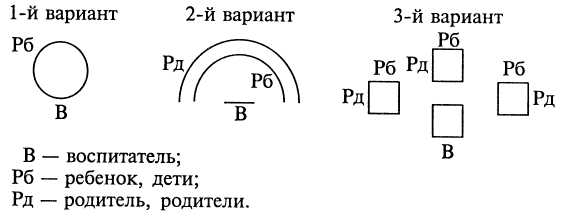 1-й вариант 2-й вариант 3-й вариант
Рб
В
Рд
Рб
В
Рб
Рд
Рб
Рд
Рб
Рд
В
В — воспитатель;
Рб — ребенок, дети;
Рд — родитель, родители.